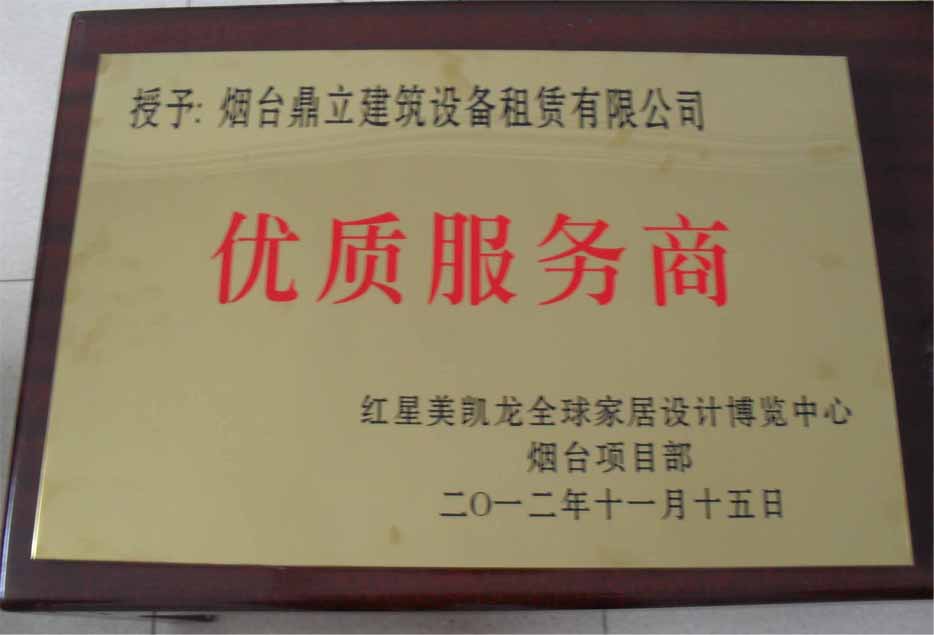 授予: 烟台鼎立建筑设备租赁有限公司
优质服务商
红星美凯龙全球家居设计博览中心
烟台项目部
二〇一二年十一月十五日